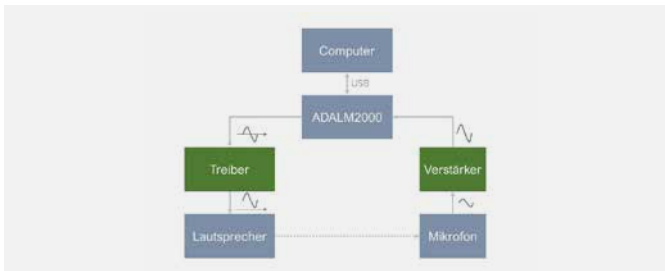 Computer
USB
ADALM2000
Treiber
Verstärker
Lautsprecher
Mikrofon